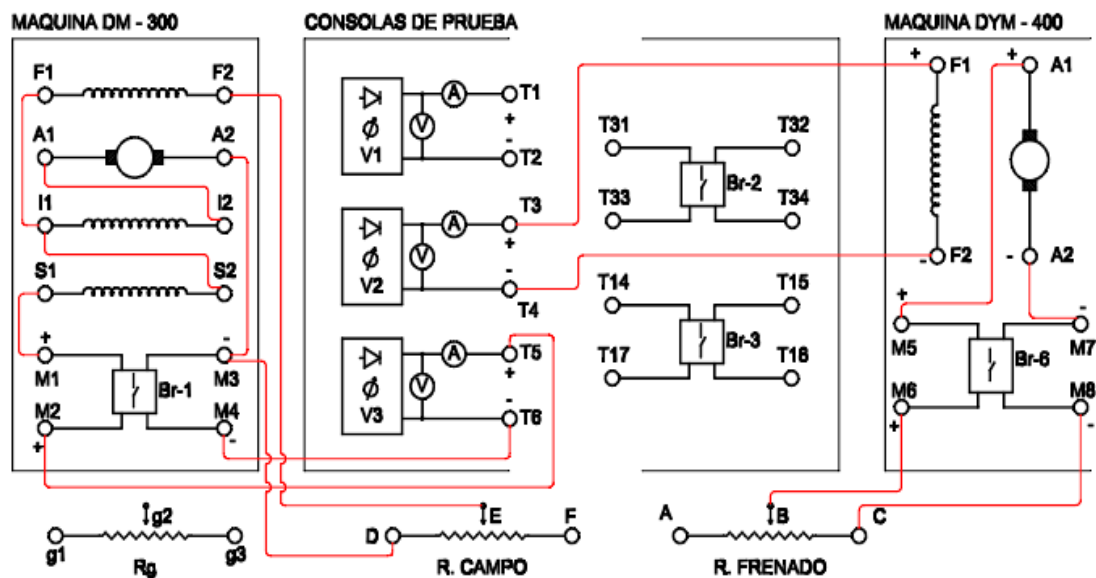 MAQUINA DM - 300
CONSOLAS DE PRUEBA
MAQUINA DYM - 400
F1 F2
A1 A2
I1 I2
S1 S2
+ -
M1 Br-1 M3
M2 M4
+ -
V1 A V
T1
+
-
T2
V2 A V
T3
+
-
T4
V3 A V
T5
+
-
T6
T31 T32
Br-2
T33 T34
T14 T15
Br-3
T17 T18
+ F1
- F2
+ A1
- A2
+ -
M5 Br-6 M7
M6 M8
+ -
g1 g2 g3
Rg
D E F
R. CAMPO
A B C
R. FRENADO